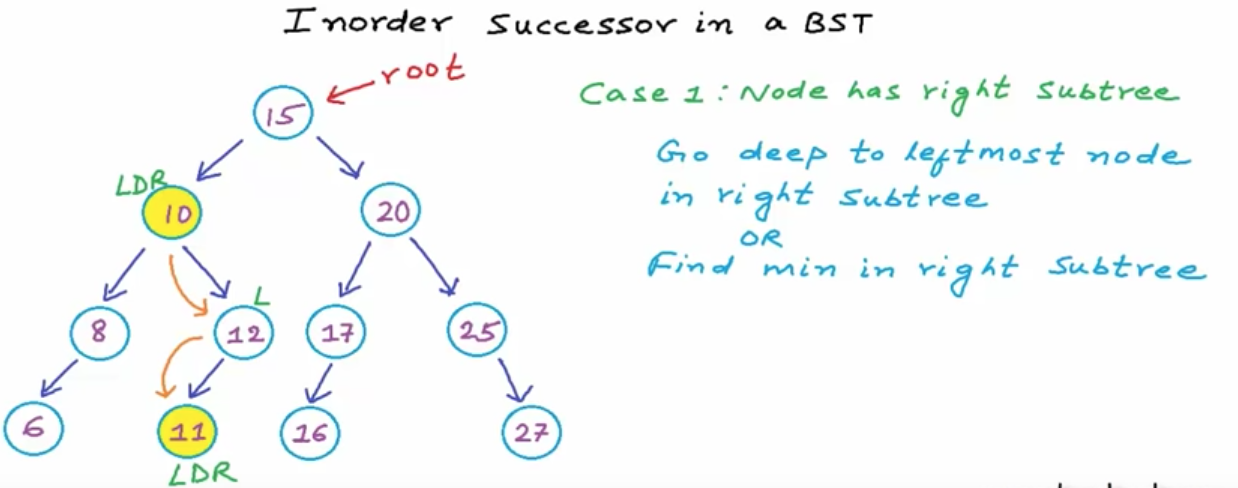 Inorder Successor in a BST
root
15
Case 1: Node has right subtree
Go deep to leftmost node
in right subtree
OR
Find min in right subtree
LDR
10
20
L
8
12
17
25
6
11
16
27
LDR